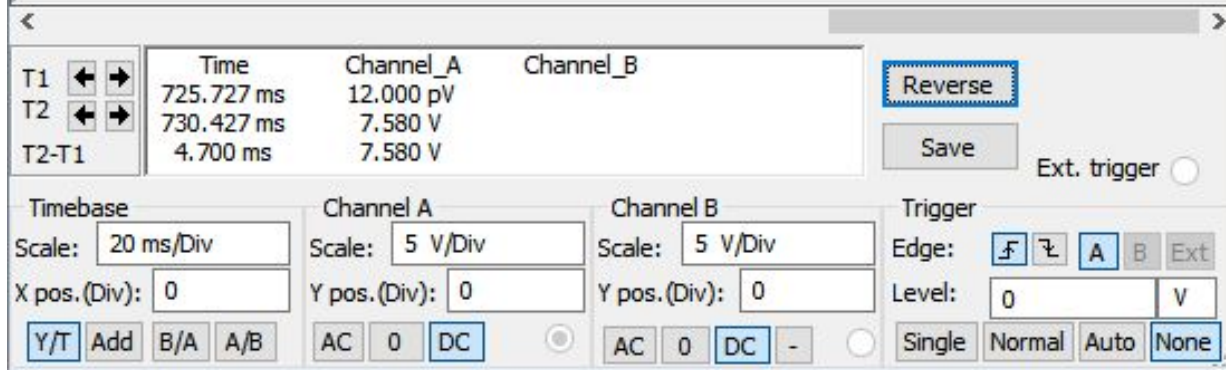 Time Channel_A Channel_B
T1 725.727 ms 12.000 pV Reverse
T2 730.427 ms 7.580 V
T2-T1 4.700 ms 7.580 V Save
Ext. trigger
Timebase Channel A Channel B Trigger
Scale: 20 ms/Div Scale: 5 V/Div Scale: 5 V/Div Edge: A B Ext
X pos.(Div): 0 Y pos.(Div): 0 Y pos.(Div): 0 Level: 0 V
Y/T Add B/A A/B AC 0 DC AC 0 DC - Single Normal Auto None